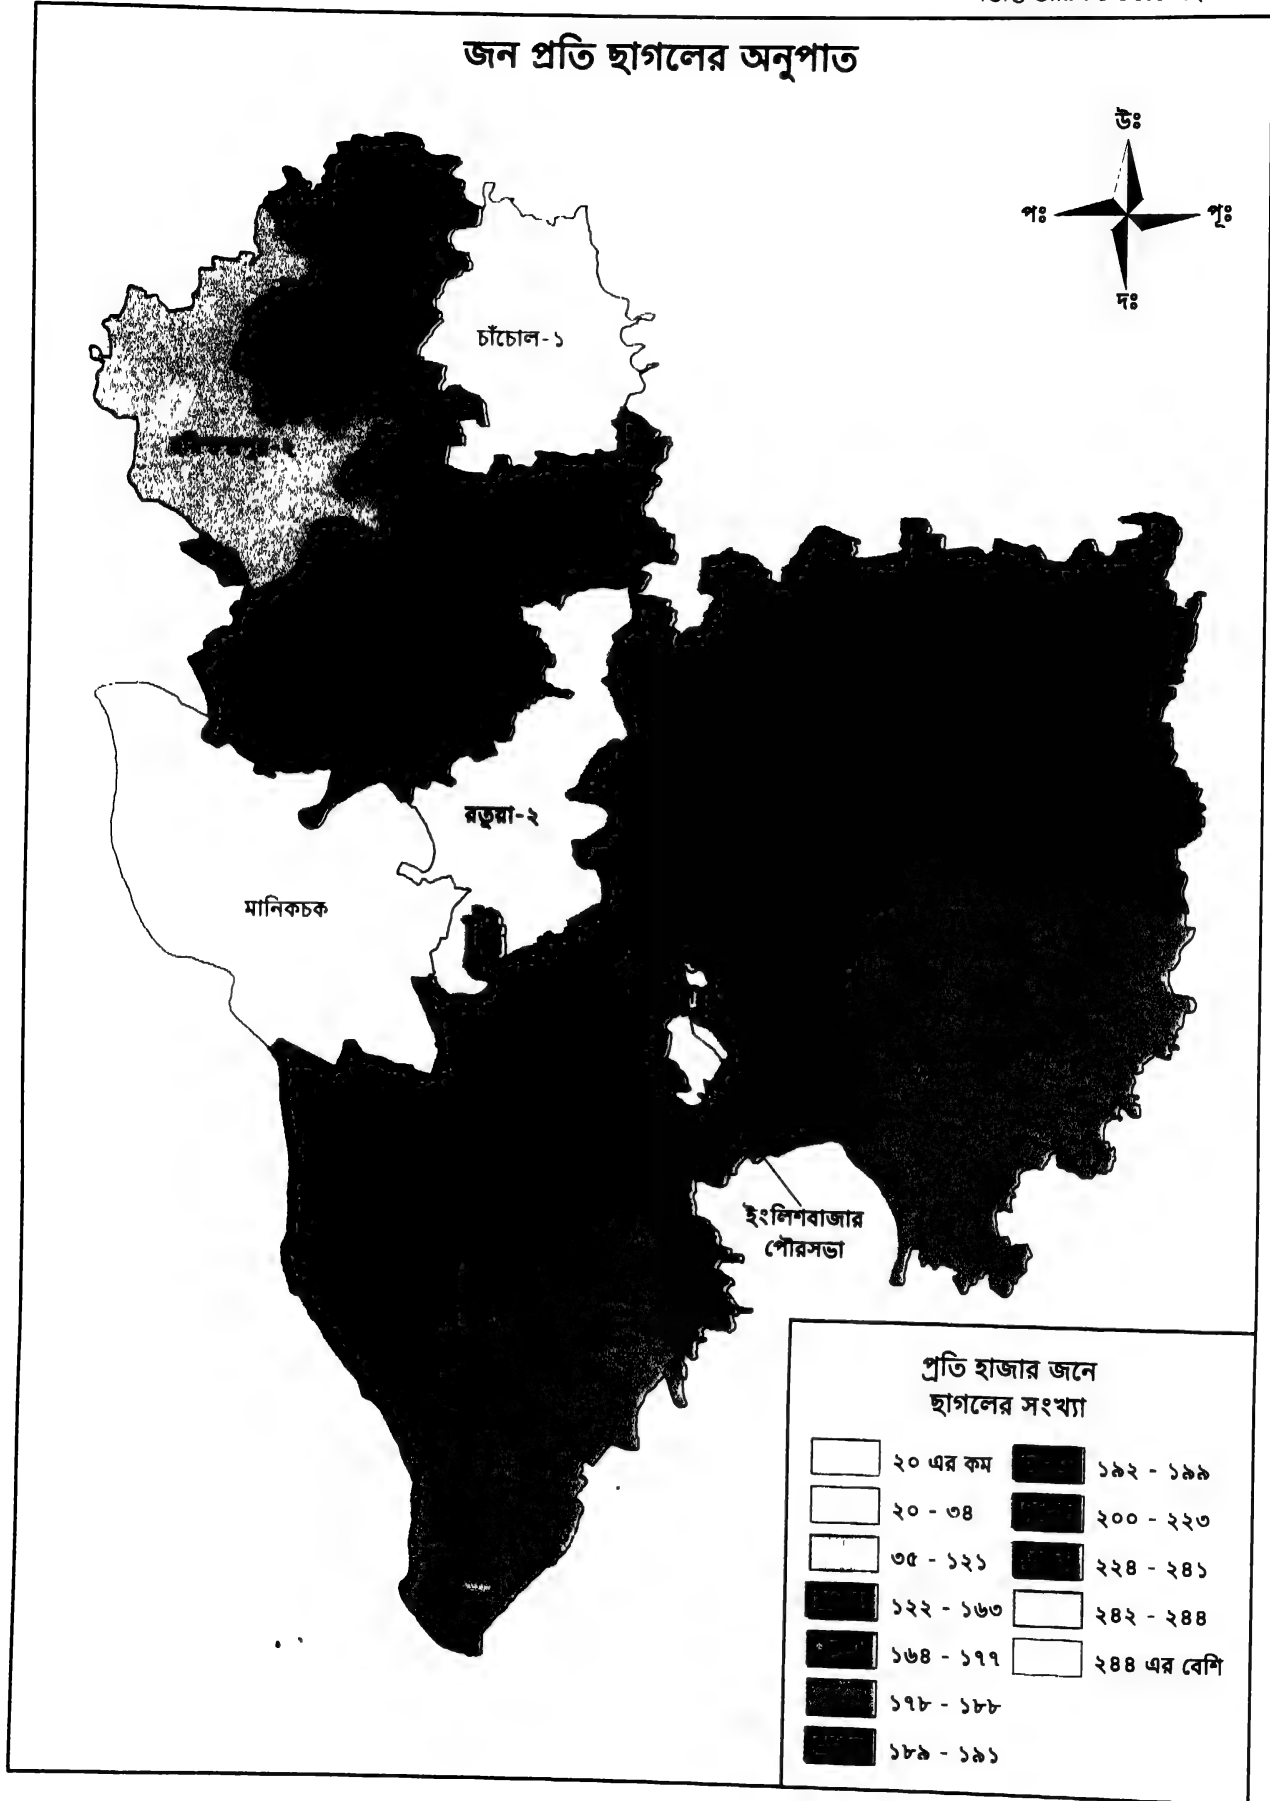 জন প্রতি ছাগলের অনুপাত
উঃ
পঃ
পূঃ
দঃ
চাঁচোল-১
রতুয়া-২
মানিকচক
ইংলিশবাজার
পৌরসভা
প্রতি হাজার জনে
ছাগলের সংখ্যা
২০ এর কম
১৯২ - ১৯৯
২০ - ৩৪
২০০ - ২২৩
৩৫ - ১২১
২২৪ - ২৪১
১২২ - ১৬৩
২৪২ - ২৪৪
১৬৪ - ১৭৭
২৪৪ এর বেশি
১৭৮ - ১৮৮
১৮৯ - ১৯১